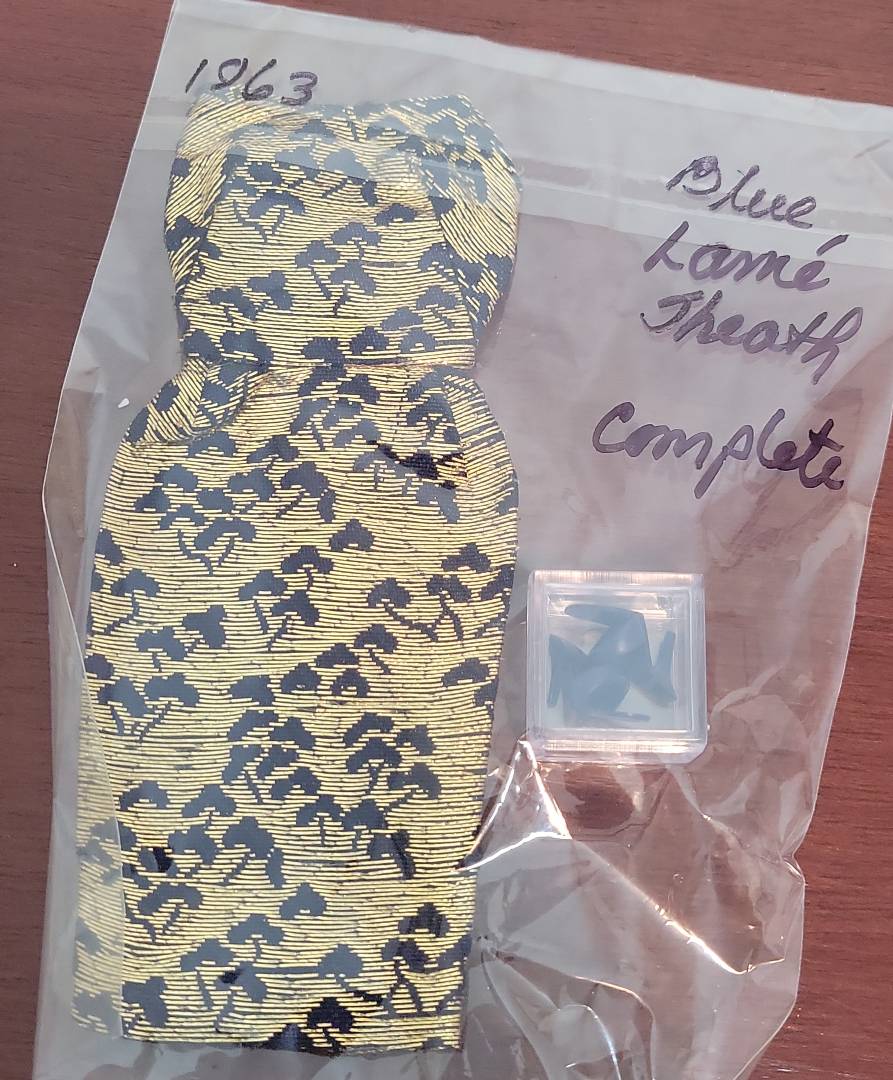 1963
Blue
Lamé
Sheath
Complete